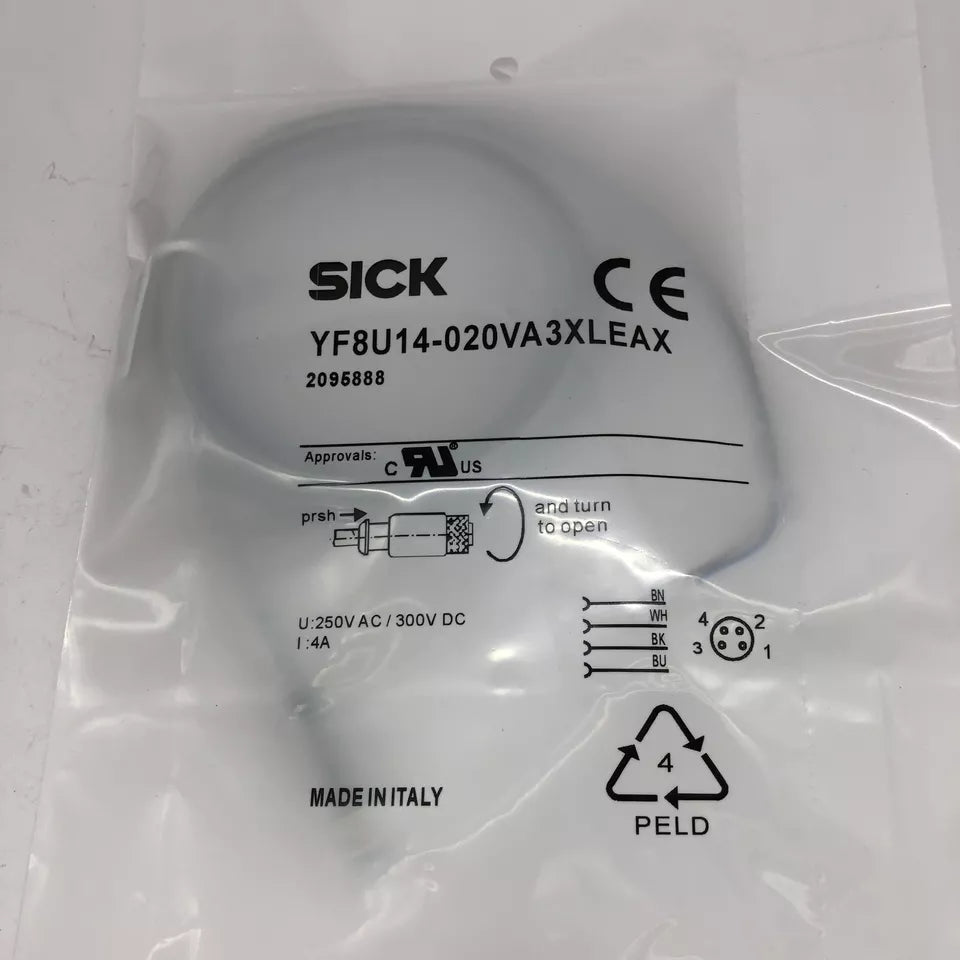 SICK
CE
YF8U14-020VA3XLEAX
2095888
Approvals: C RU® US
prsh
and turn
to open
U:250V AC / 300V DC
I :4A
BN
WH
BK
BU
4 2
3 1
4
PELD
MADE IN ITALY